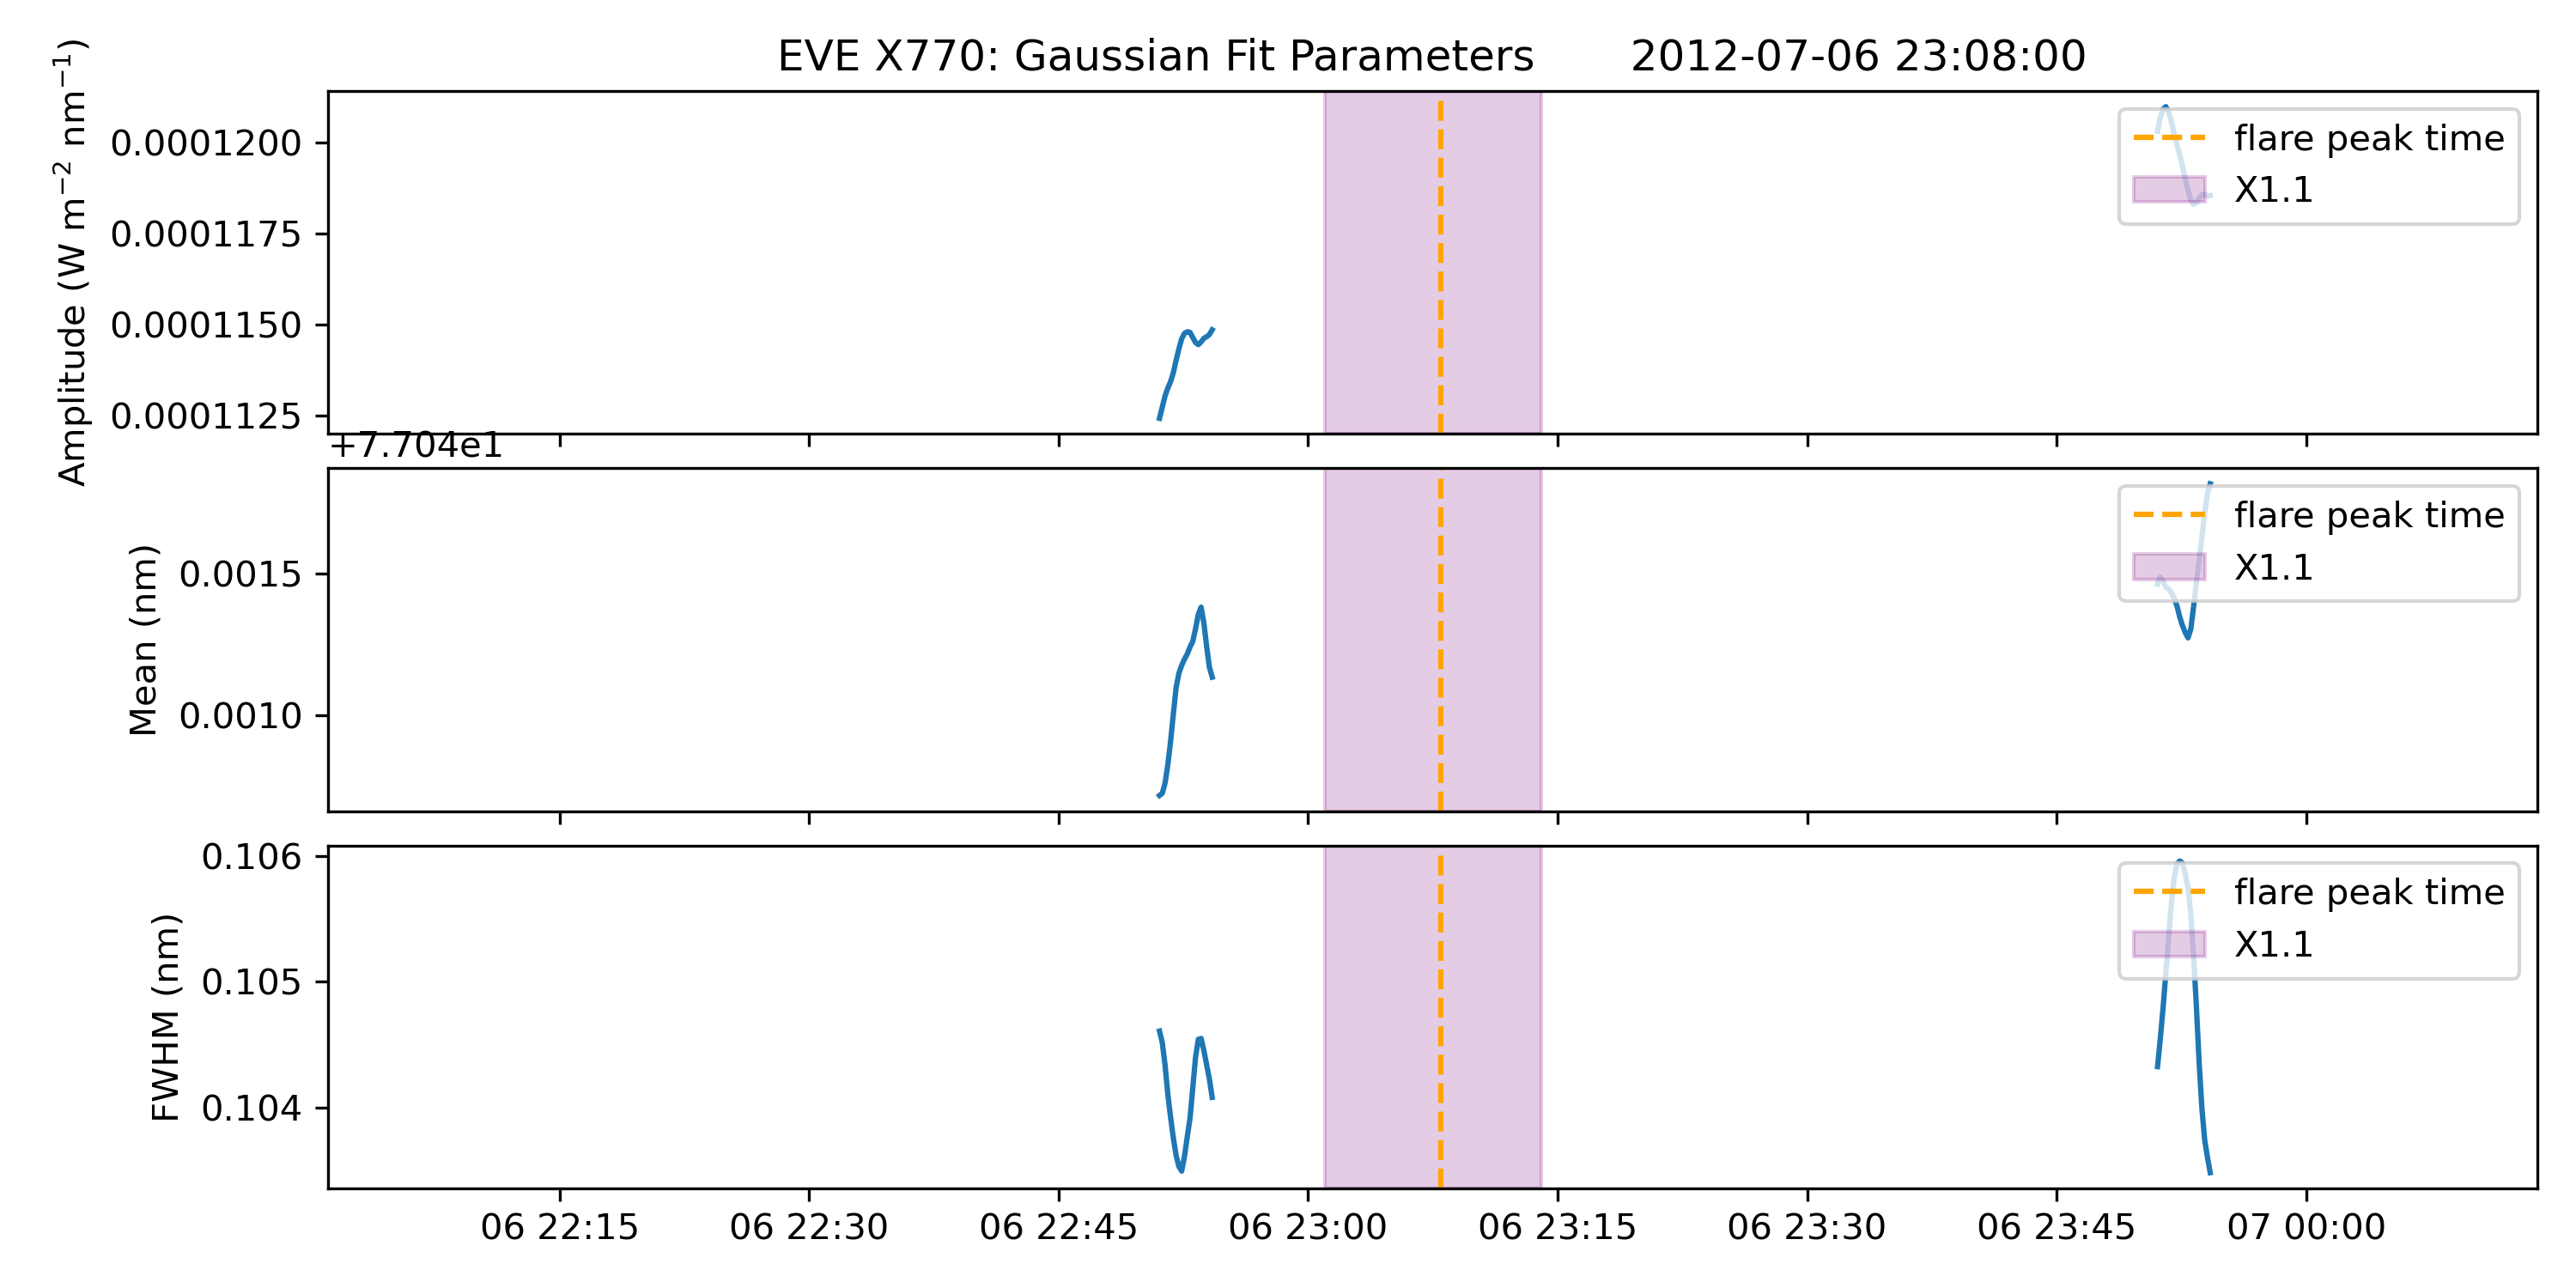 EVE X770: Gaussian Fit Parameters 2012-07-06 23:08:00
Amplitude (W m⁻² nm⁻¹)
0.0001200
0.0001175
0.0001150
0.0001125
flare peak time
X1.1
+7.704e1
Mean (nm)
0.0015
0.0010
flare peak time
X1.1
FWHM (nm)
0.106
0.105
0.104
flare peak time
X1.1
06 22:15 06 22:30 06 22:45 06 23:00 06 23:15 06 23:30 06 23:45 07 00:00